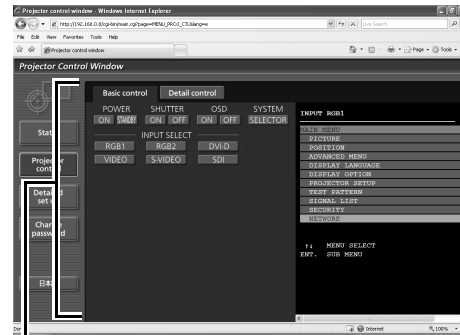 Projector control window - Windows Internet Explorer
http://192.168.0.8/cgi-bin/main.cgi?page=MENU_PROJ_CTL&lang=e
Live Search
File Edit View Favorites Tools Help
Projector control window
Page Tools
Projector Control Window
Basic control Detail control
POWER SHUTTER OSD SYSTEM
ON STANDBY ON OFF ON OFF SELECTOR
INPUT SELECT
RGB1 RGB2 DVI-D
VIDEO S-VIDEO SDI
Projector
control
Detailed
set up
Change
password
日本語
INPUT RGB1
MAIN MENU
PICTURE
POSITION
ADVANCED MENU
DISPLAY LANGUAGE
DISPLAY OPTION
PROJECTOR SETUP
TEST PATTERN
SIGNAL LIST
SECURITY
NETWORK
↑↓ MENU SELECT
ENT. SUB MENU
Internet 100%